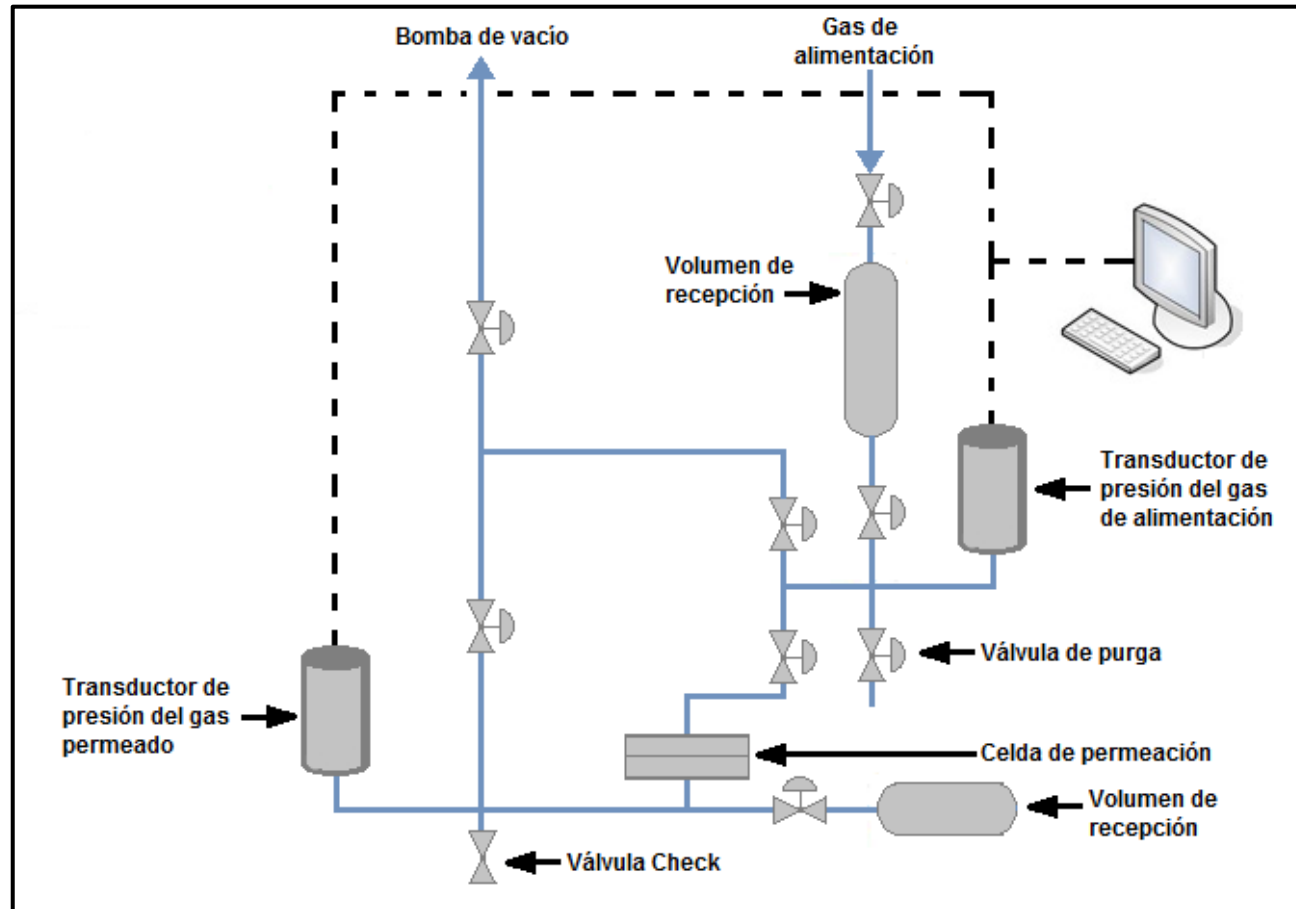 Bomba de vacío
Gas de
alimentación
Volumen de
recepción
Transductor de
presión del gas
de alimentación
Válvula de purga
Transductor de
presión del gas
permeado
Celda de permeación
Volumen de
recepción
Válvula Check